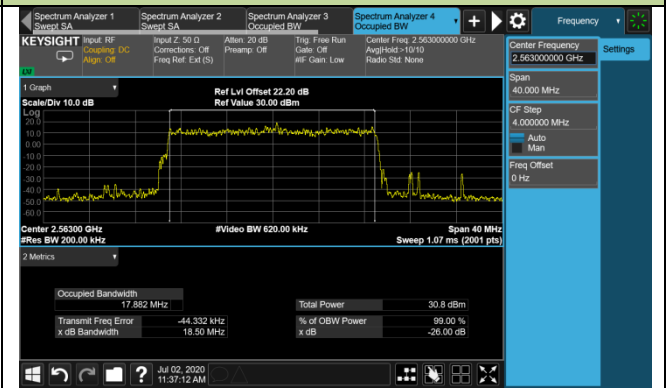 Spectrum Analyzer 1
Swept SA
Spectrum Analyzer 2
Swept SA
Spectrum Analyzer 3
Occupied BW
Spectrum Analyzer 4
Occupied BW
Frequency
KEYSIGHT
Input: RF
Coupling: DC
Align: Off
Input Z: 50 Ω
Corrections: Off
Freq Ref: Ext (S)
Atten: 20 dB
Preamp: Off
Trig: Free Run
Gate: Off
#IF Gain: Low
Center Freq: 2.563000000 GHz
Avg|Hold:>10/10
Radio Std: None
Center Frequency
2.563000000 GHz
Settings
Span
40.000 MHz
CF Step
4.000000 MHz
Auto
Man
Freq Offset
0 Hz
1 Graph
Scale/Div 10.0 dB
Ref Lvl Offset 22.20 dB
Ref Value 30.00 dBm
Log
20.0
10.0
0.00
-10.0
-20.0
-30.0
-40.0
-50.0
-60.0
Center 2.56300 GHz
#Res BW 200.00 kHz
#Video BW 620.00 kHz
Span 40 MHz
Sweep 1.07 ms (2001 pts)
2 Metrics
Occupied Bandwidth
17.882 MHz
Total Power 30.8 dBm
Transmit Freq Error -44.332 kHz
% of OBW Power 99.00 %
x dB Bandwidth 18.50 MHz
x dB -26.00 dB
Jul 02, 2020
11:37:12 AM